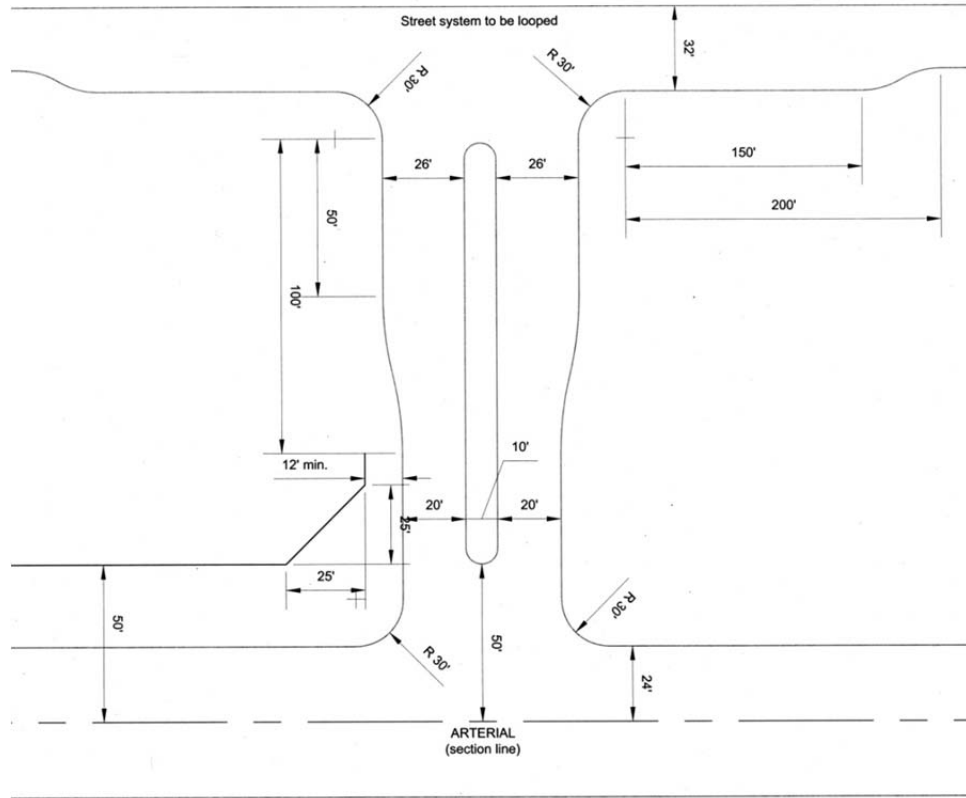 Street system to be looped
R 30'
R 30'
32'
150'
200'
26'
26'
50'
100'
12' min.
10'
20'
20'
25'
25'
50'
50'
R 30'
R 30'
24'
ARTERIAL
(section line)